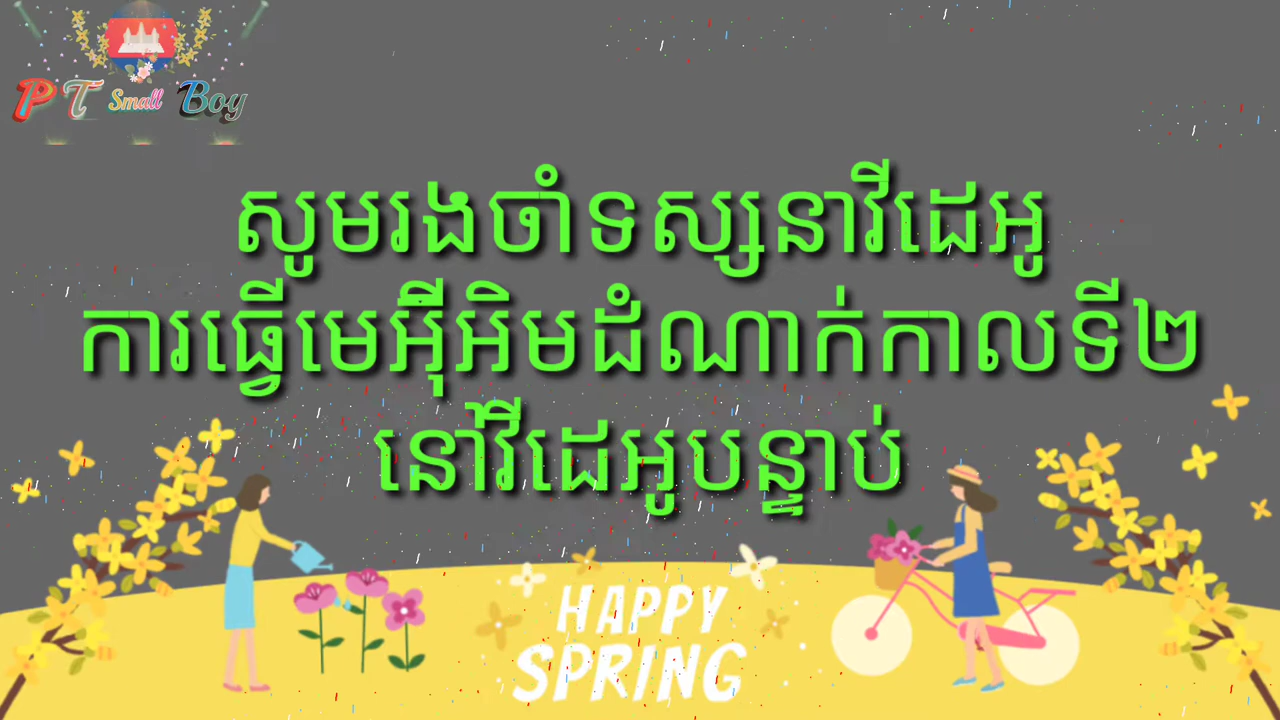 PT Small Boy
សូមរង់ចាំទស្សនាវីដេអូ
ការធ្វើមេអ៊ីអិមដំណាក់កាលទី២
នៅវីដេអូបន្ទាប់
HAPPY
SPRING